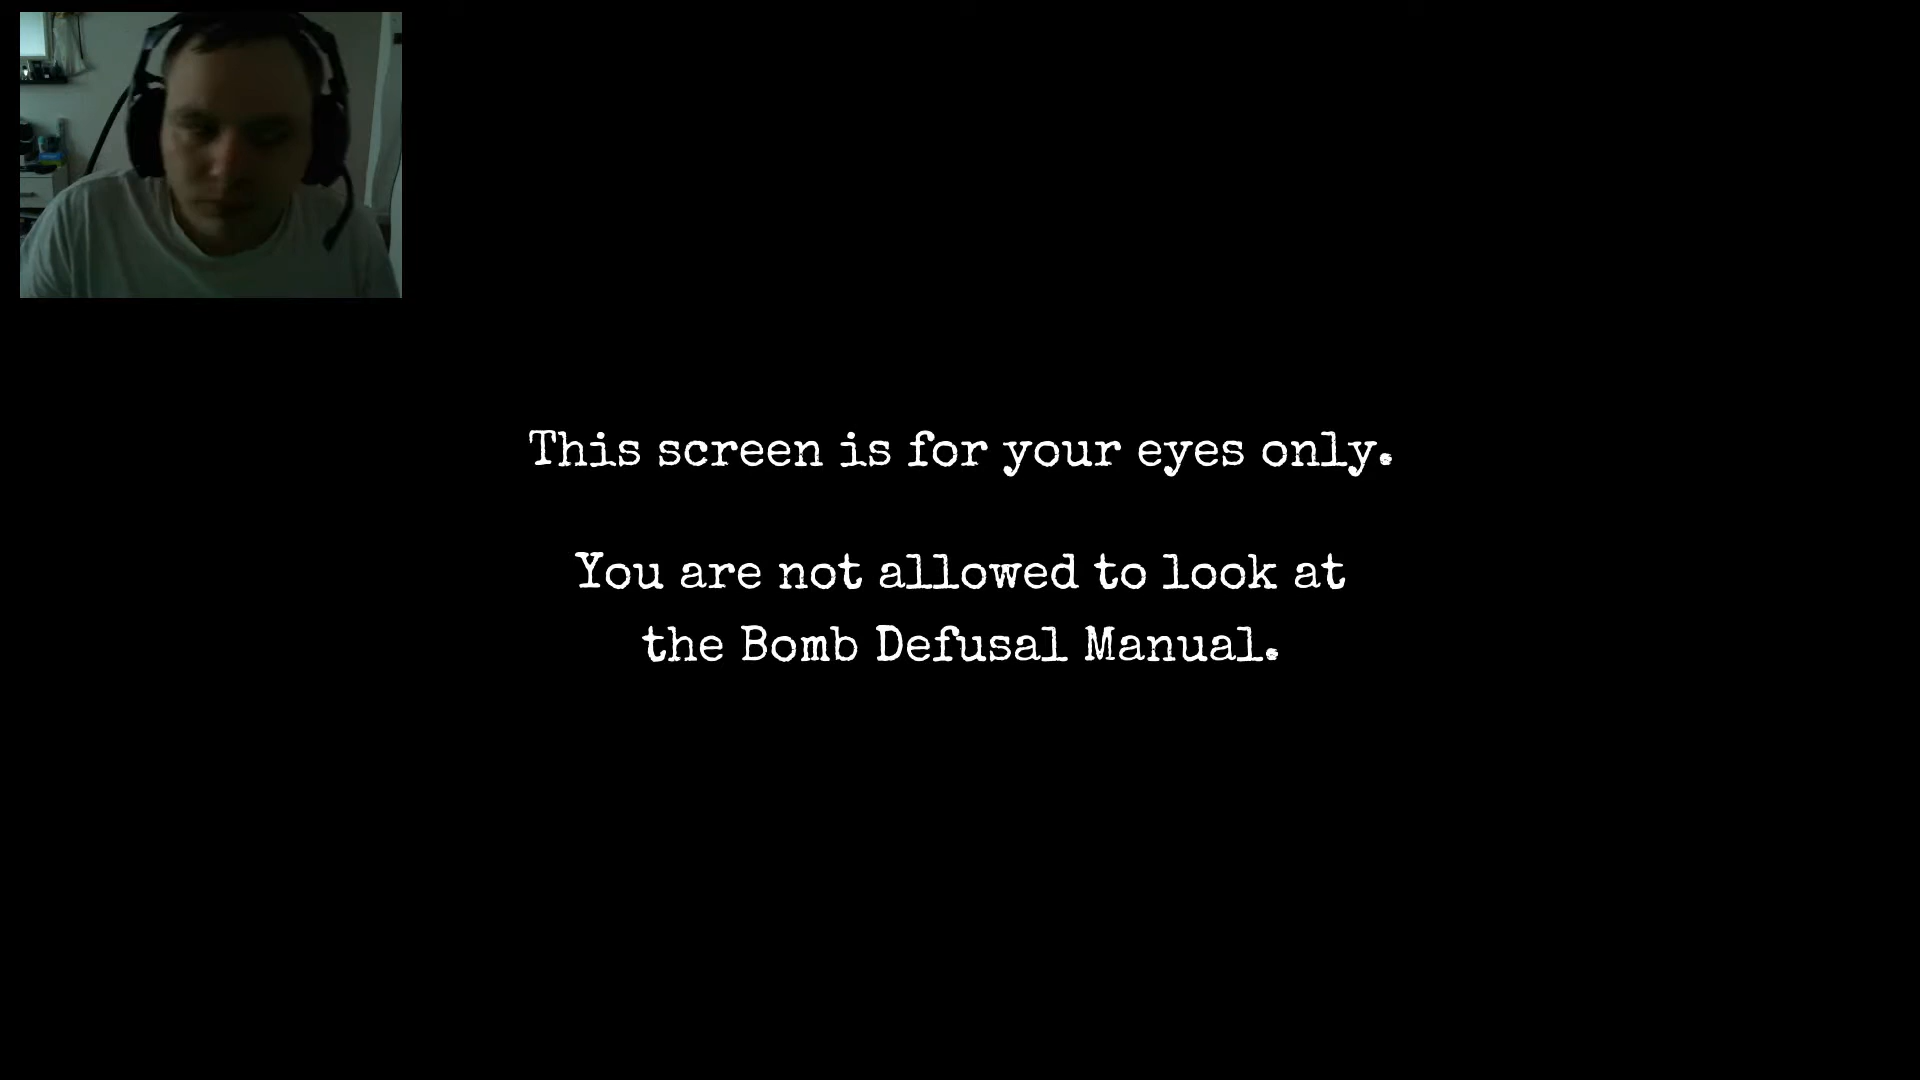 This screen is for your eyes only.
You are not allowed to look at
the Bomb Defusal Manual.